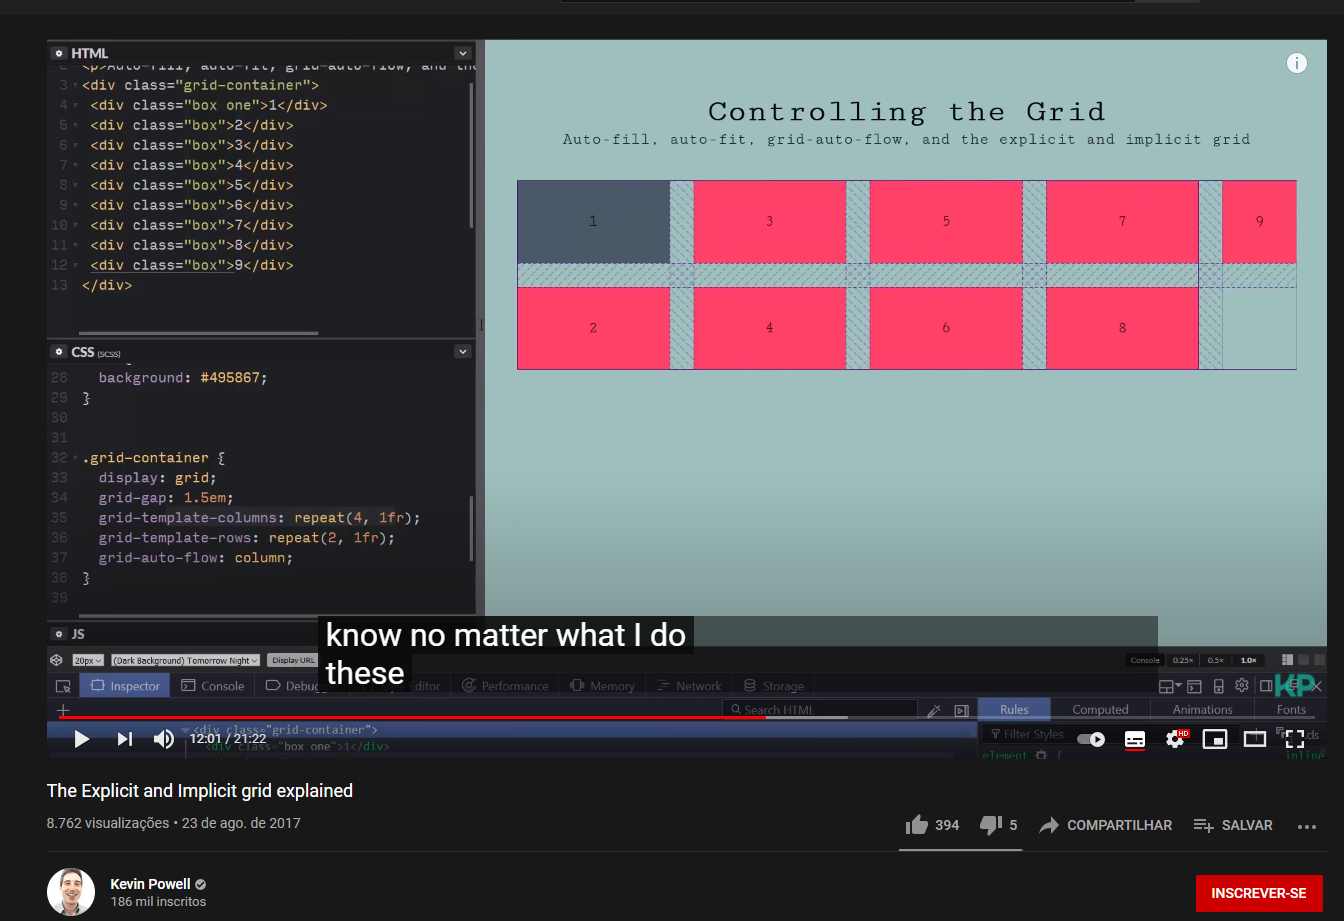 HTML
2 <p>Auto-fill, auto-fit, grid-auto-flow, and the
3 <div class="grid-container">
4 <div class="box one">1</div>
5 <div class="box">2</div>
6 <div class="box">3</div>
7 <div class="box">4</div>
8 <div class="box">5</div>
9 <div class="box">6</div>
10 <div class="box">7</div>
11 <div class="box">8</div>
12 <div class="box">9</div>
13 </div>
CSS (SCSS)
28 background: #495867;
29 }
30
31
32 .grid-container {
33 display: grid;
34 grid-gap: 1.5em;
35 grid-template-columns: repeat(4, 1fr);
36 grid-template-rows: repeat(2, 1fr);
37 grid-auto-flow: column;
38 }
39
JS
Controlling the Grid
Auto-fill, auto-fit, grid-auto-flow, and the explicit and implicit grid
1 3 5 7 9
2 4 6 8
know no matter what I do
these
20px (Dark Background) Tomorrow Night Display URL
Console 0.25x 0.5x 1.0x
Inspector Console Debug Editor Performance Memory Network Storage
KP
Search HTML
Rules Computed Animations Fonts
<div class="grid-container">
<div class="box one">1</div>
Filter Styles
element {
inline
12:01 / 21:22
HD
The Explicit and Implicit grid explained
8.762 visualizações • 23 de ago. de 2017
394 5 COMPARTILHAR SALVAR
Kevin Powell
186 mil inscritos
INSCREVER-SE